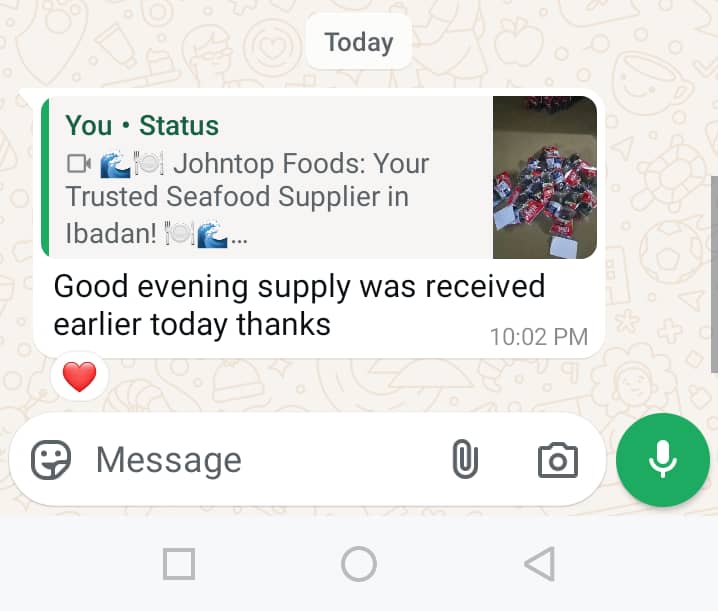 Today
You • Status
🌊🍽️ Johntop Foods: Your
Trusted Seafood Supplier in
Ibadan! 🍽️🌊...
Good evening supply was received
earlier today thanks
10:02 PM
❤️
Message